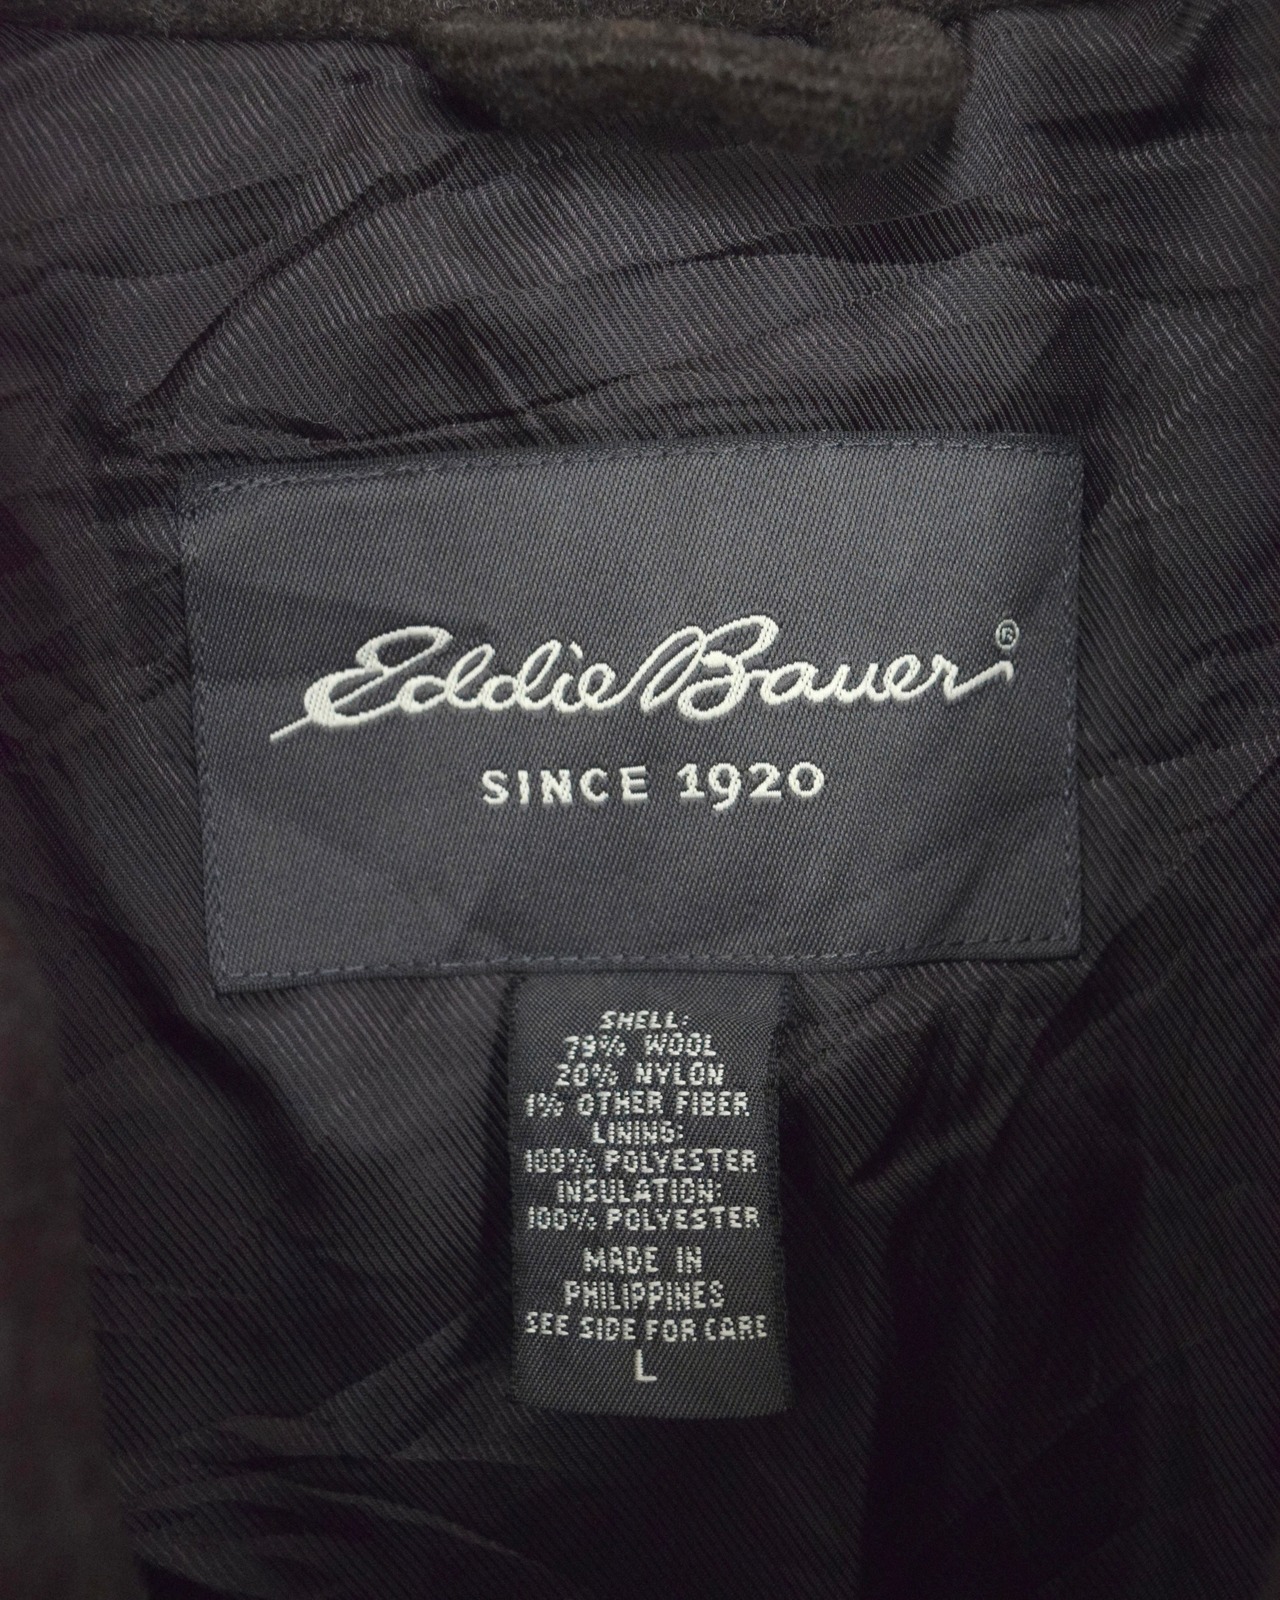 Eddie Bauer ®
SINCE 1920
SHELL:
79% WOOL
20% NYLON
1% OTHER FIBER
LINING:
100% POLYESTER
INSULATION:
100% POLYESTER
MADE IN
PHILIPPINES
SEE SIDE FOR CARE
L